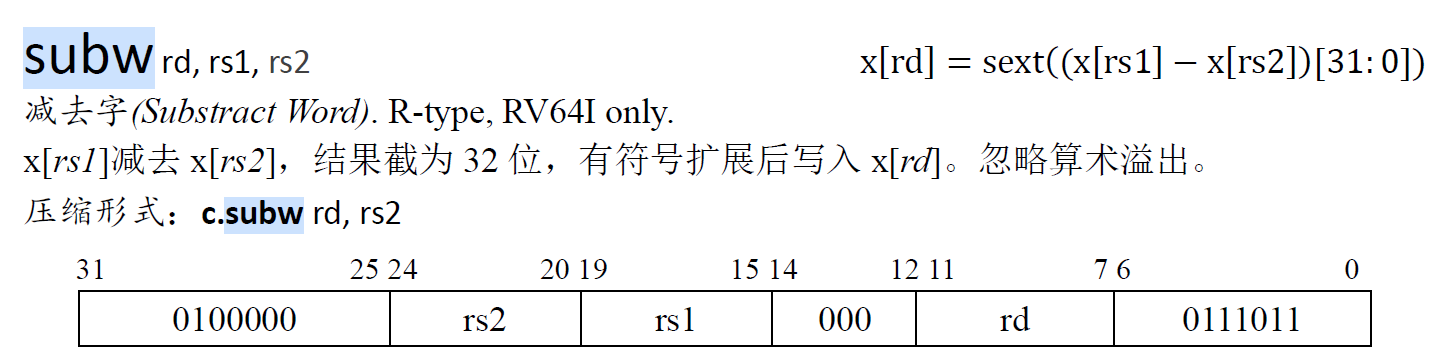 subw rd, rs1, rs2 x[rd] = sext((x[rs1] − x[rs2])[31: 0])
减去字(Substract Word). R-type, RV64I only.
x[rs1]减去 x[rs2]，结果截为 32 位，有符号扩展后写入 x[rd]。忽略算术溢出。
压缩形式：c.subw rd, rs2
31 25 24 20 19 15 14 12 11 7 6 0
0100000 rs2 rs1 000 rd 0111011